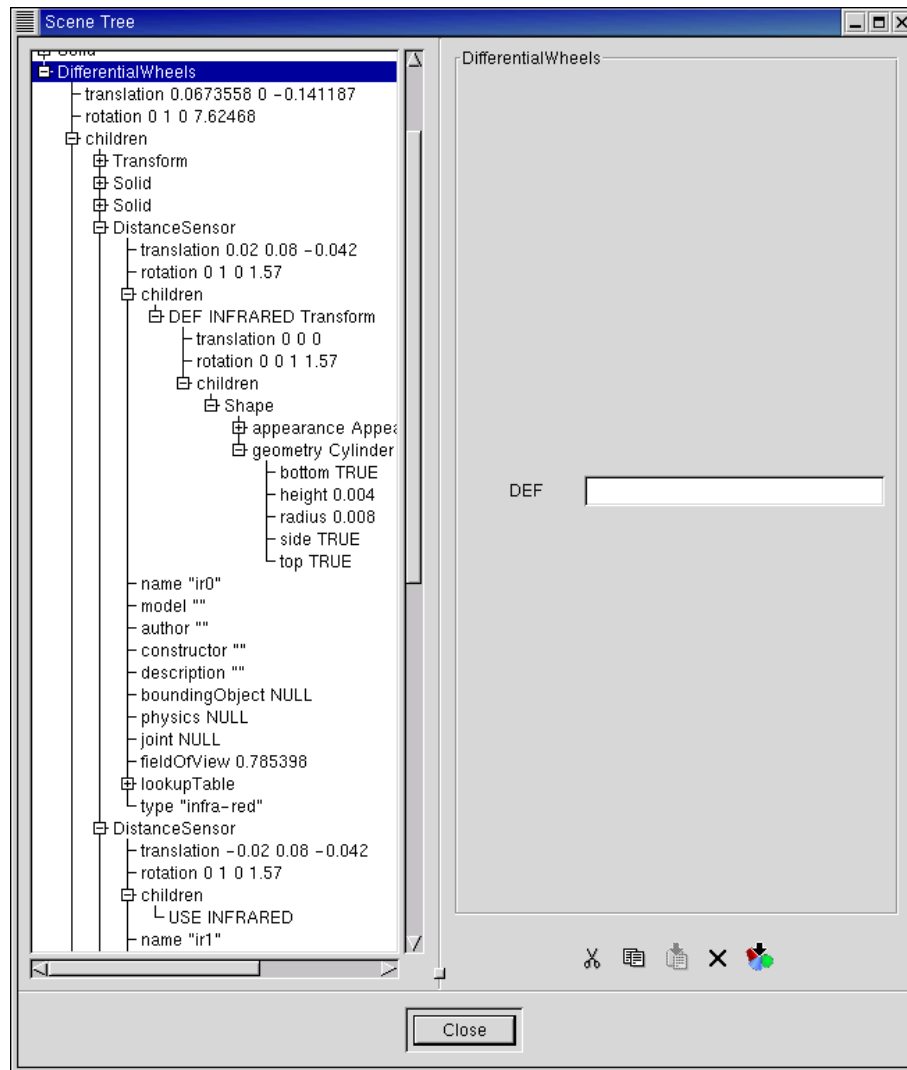 Scene Tree
Solid
DifferentialWheels
translation 0.0673558 0 -0.141187
rotation 0 1 0 7.62468
children
Transform
Solid
Solid
DistanceSensor
translation 0.02 0.08 -0.042
rotation 0 1 0 1.57
children
DEF INFRARED Transform
translation 0 0 0
rotation 0 0 1 1.57
children
Shape
appearance Appea
geometry Cylinder
bottom TRUE
height 0.004
radius 0.008
side TRUE
top TRUE
name "ir0"
model ""
author ""
constructor ""
description ""
boundingObject NULL
physics NULL
joint NULL
fieldOfView 0.785398
lookupTable
type "infra-red"
DistanceSensor
translation -0.02 0.08 -0.042
rotation 0 1 0 1.57
children
USE INFRARED
name "ir1"
DifferentialWheels
DEF
Close